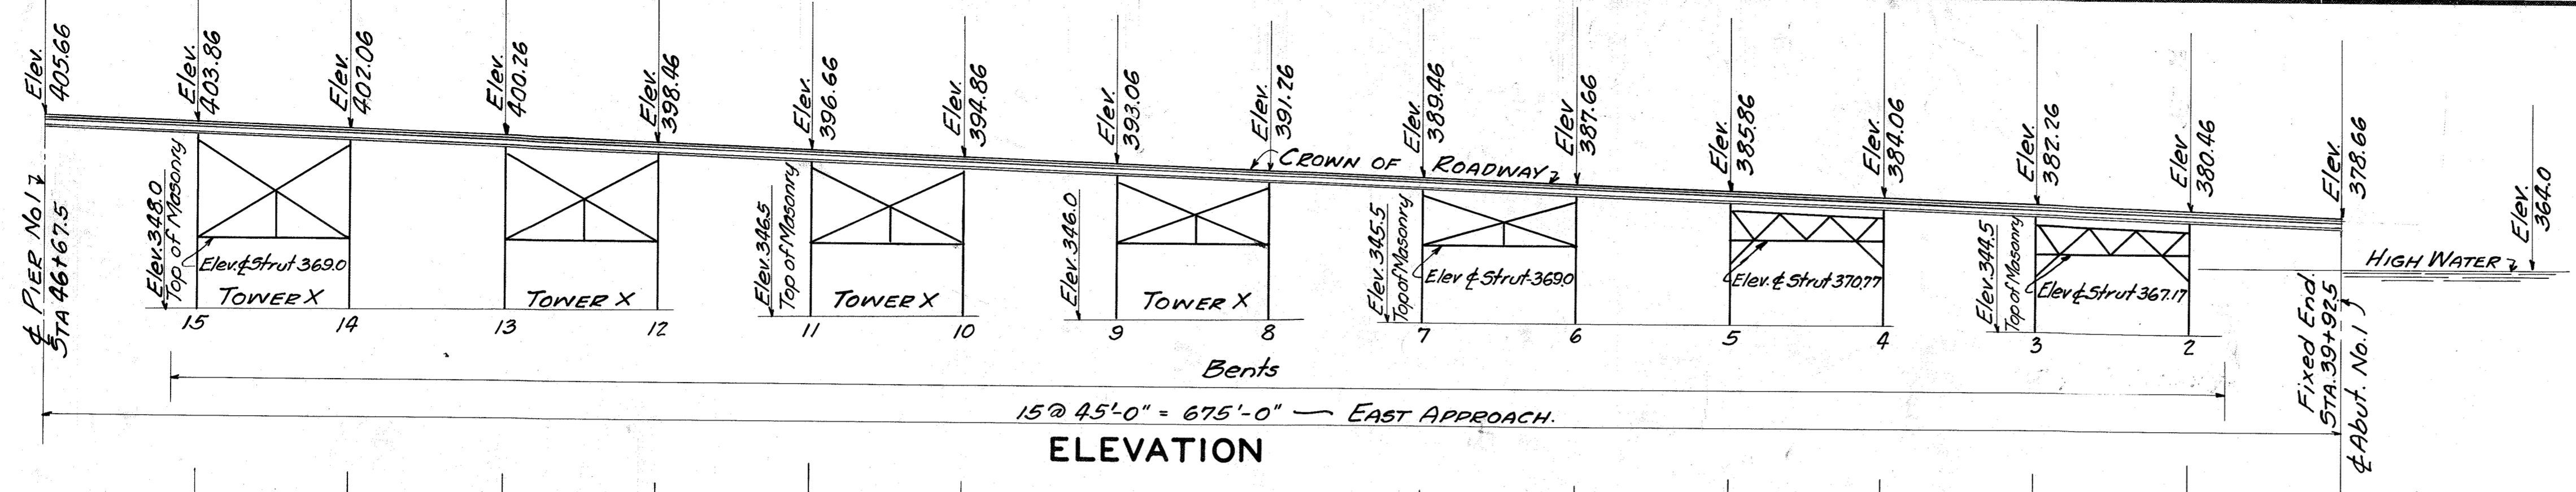 Elev.
405.66
Elev.
403.86
Elev.
402.06
Elev.
400.26
Elev.
398.46
Elev.
396.66
Elev.
394.86
Elev.
393.06
Elev.
391.26
Elev.
389.46
Elev
387.66
Elev.
385.86
Elev.
384.06
Elev.
382.26
Elev.
380.46
Elev.
378.66
Elev.
364.0
CROWN OF ROADWAY
HIGH WATER
℄ PIER No1
STA 46+67.5
Elev.348.0
Top of Masonry
Elev.℄ Strut 369.0
TOWER X
TOWER X
Elev.346.5
Top of Masonry
TOWER X
Elev.346.0
TOWER X
Elev.345.5
Top of Masonry
Elev ℄ Strut-369.0
Elev.℄ Strut 370.77
Elev.344.5
Top of Masonry
Elev ℄ Strut 367.17
Fixed End.
STA.39+92.5
℄ Abut. No.1
15 14 13 12 11 10 9 8 7 6 5 4 3 2
Bents
15@ 45'-0" = 675'-0" — EAST APPROACH.
ELEVATION